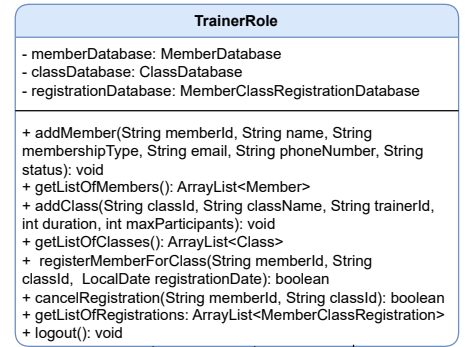 TrainerRole
- memberDatabase: MemberDatabase
- classDatabase: ClassDatabase
- registrationDatabase: MemberClassRegistrationDatabase
+ addMember(String memberId, String name, String
membershipType, String email, String phoneNumber, String
status): void
+ getListOfMembers(): ArrayList<Member>
+ addClass(String classId, String className, String trainerId,
int duration, int maxParticipants): void
+ getListOfClasses(): ArrayList<Class>
+  registerMemberForClass(String memberId, String
classId,  LocalDate registrationDate): boolean
+ cancelRegistration(String memberId, String classId): boolean
+ getListOfRegistrations: ArrayList<MemberClassRegistration>
+ logout(): void